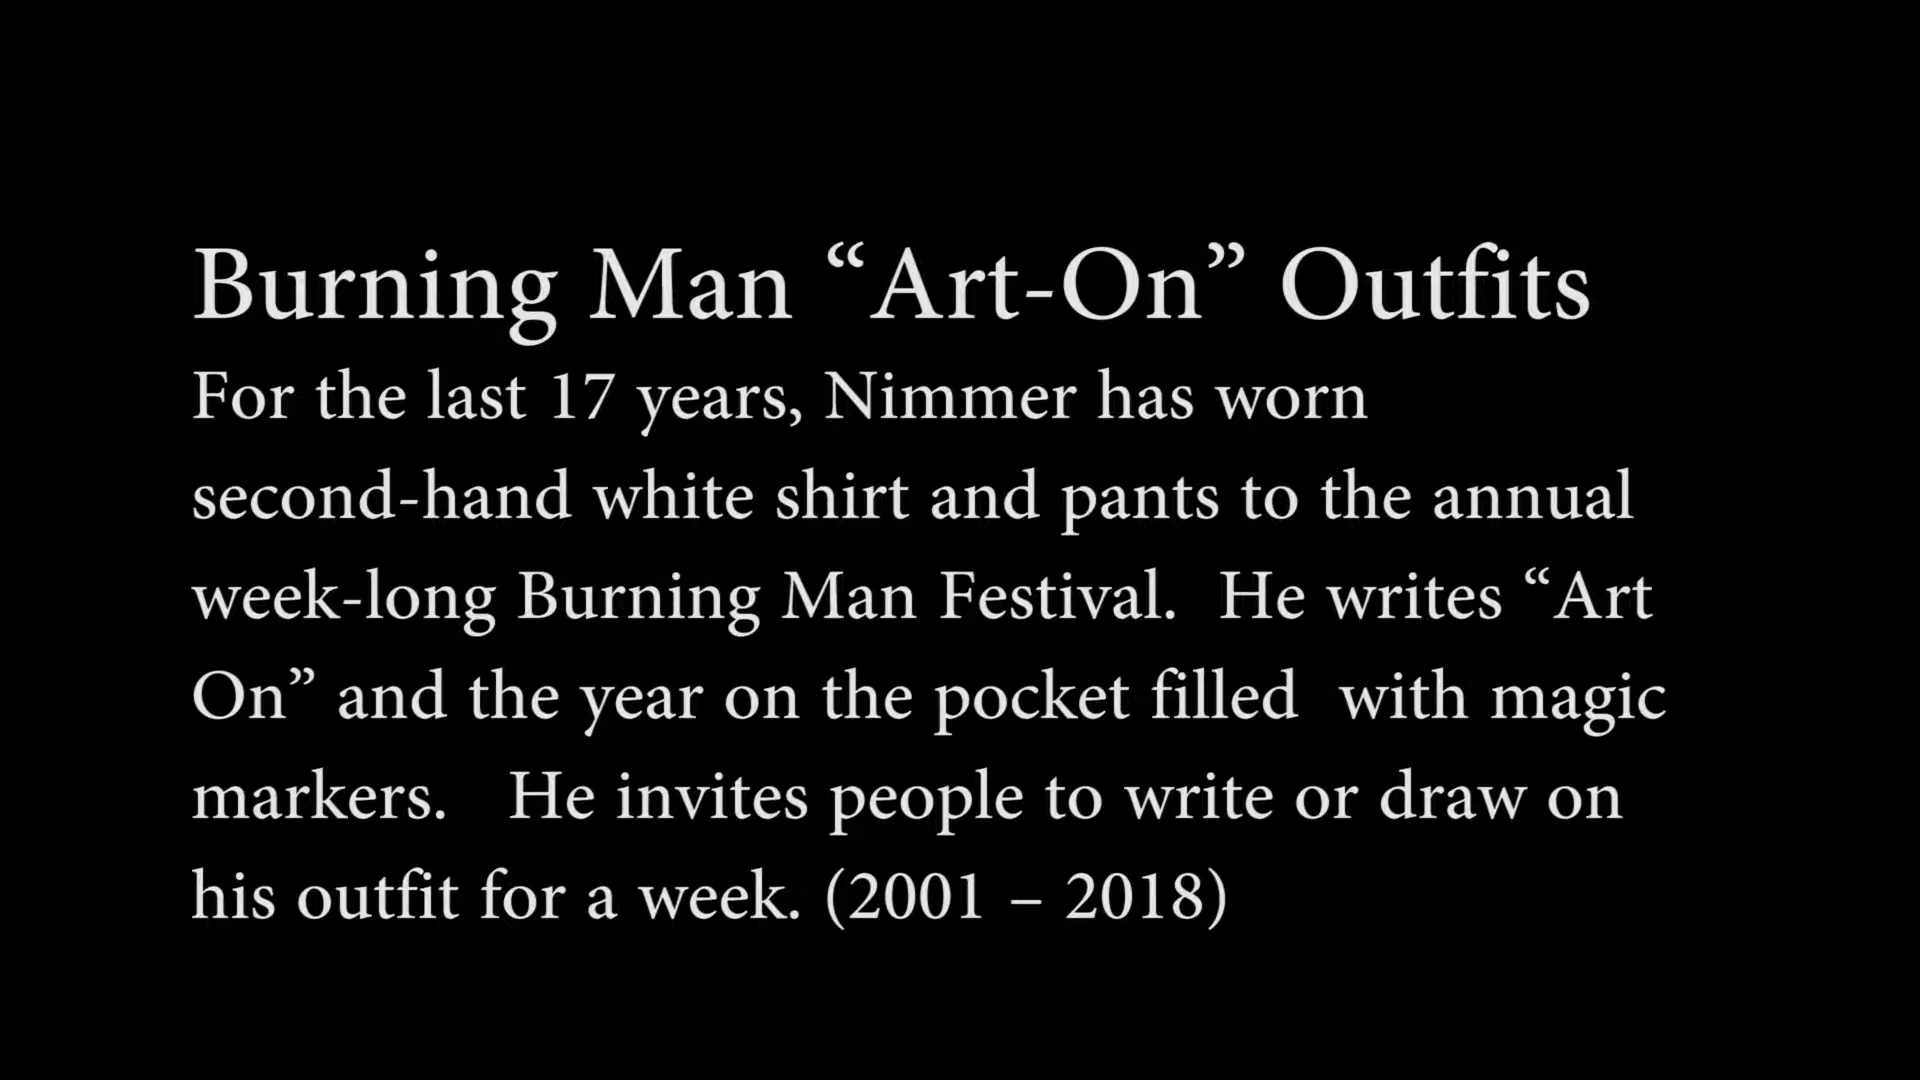 Burning Man “Art-On” Outfits
For the last 17 years, Nimmer has worn
second-hand white shirt and pants to the annual
week-long Burning Man Festival.  He writes “Art
On” and the year on the pocket filled  with magic
markers.   He invites people to write or draw on
his outfit for a week. (2001 – 2018)